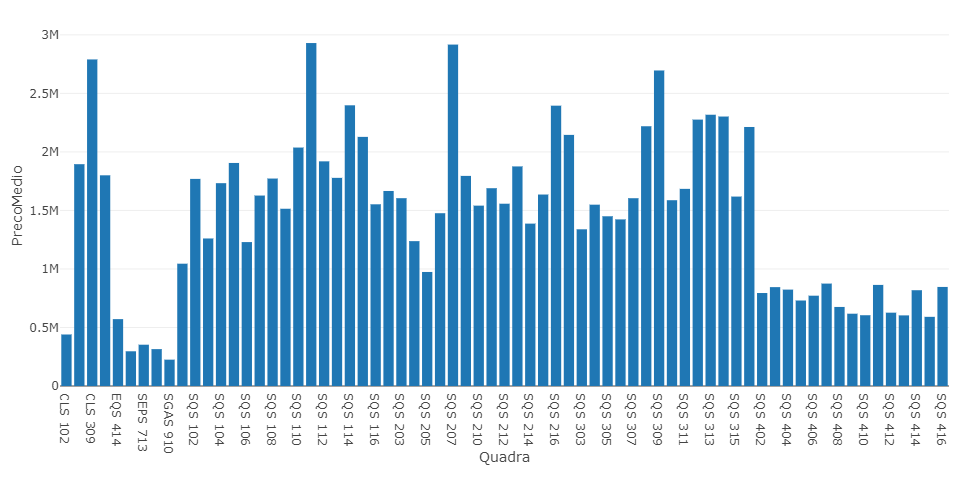 3M
2.5M
2M
1.5M
1M
0.5M
0
PrecoMedio
CLS 102
CLS 309
EQS 414
SEPS 713
SGAS 910
SQS 102
SQS 104
SQS 106
SQS 108
SQS 110
SQS 112
SQS 114
SQS 116
SQS 203
SQS 205
SQS 207
SQS 210
SQS 212
SQS 214
SQS 216
SQS 303
SQS 305
SQS 307
SQS 309
SQS 311
SQS 313
SQS 315
SQS 402
SQS 404
SQS 406
SQS 408
SQS 410
SQS 412
SQS 414
SQS 416
Quadra